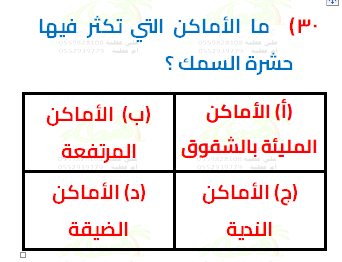 ٣٠) ما الأماكن التي تكثر فيها
حشرة السمك ؟
(أ) الأماكن
المليئة بالشقوق
(ب) الأماكن
المرتفعة
(ج) الأماكن
الندية
(د) الأماكن
الضيقة